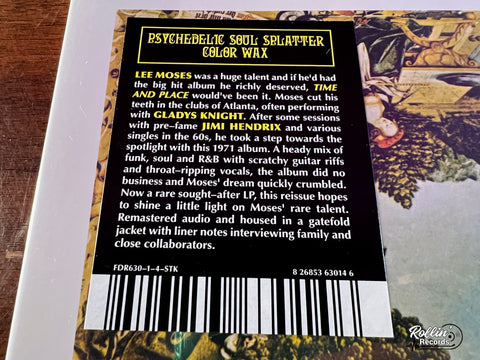 PSYCHEDELIC SOUL SPLATTER
COLOR WAX
LEE MOSES was a huge talent and if he'd had
the big hit album he richly deserved, TIME
AND PLACE would've been it. Moses cut his
teeth in the clubs of Atlanta, often performing
with GLADYS KNIGHT. After some sessions
with pre-fame JIMI HENDRIX and various
singles in the 60s, he took a step towards the
spotlight with this 1971 album. A heady mix of
funk, soul and R&B with scratchy guitar riffs
and throat-ripping vocals, the album did no
business and Moses' dream quickly crumbled.
Now a rare sought-after LP, this reissue hopes
to shine a little light on Moses' rare talent.
Remastered audio and housed in a gatefold
jacket with liner notes interviewing family and
close collaborators.
FDR630-1-4-STK
8 26853 63014 6
Rollin'
Records